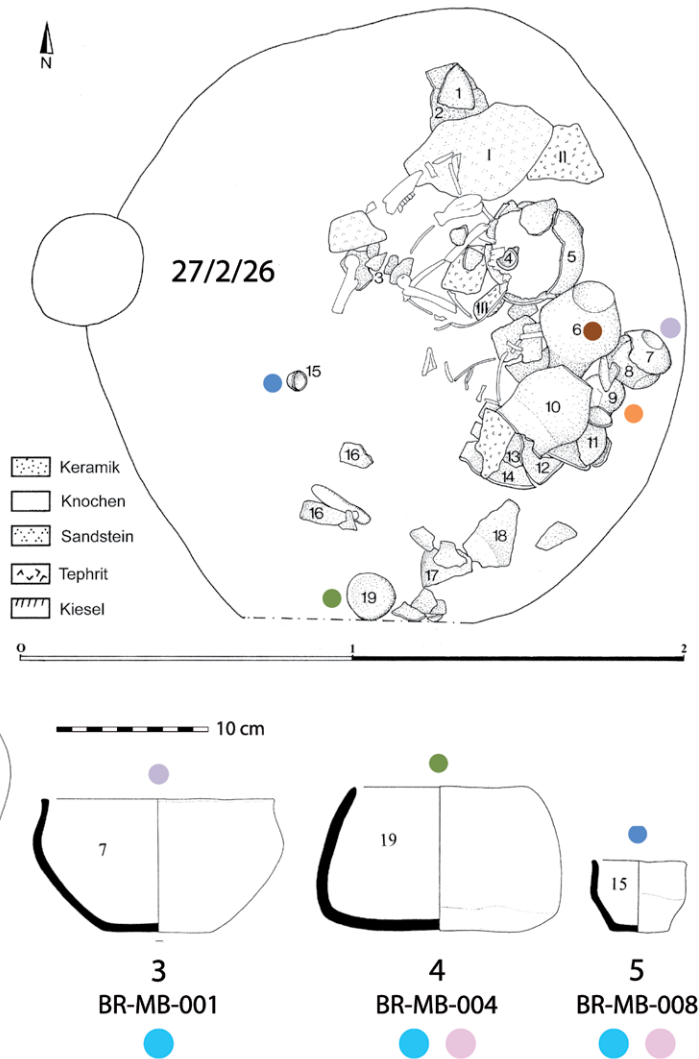 N
1
2
I
II
3
4
5
III
27/2/26
6
7
8
9
10
15
11
13
12
14
16
16
18
17
19
Keramik
Knochen
Sandstein
Tephrit
Kiesel
0 1 2
10 cm
7
19
15
3 4 5
BR-MB-001 BR-MB-004 BR-MB-008